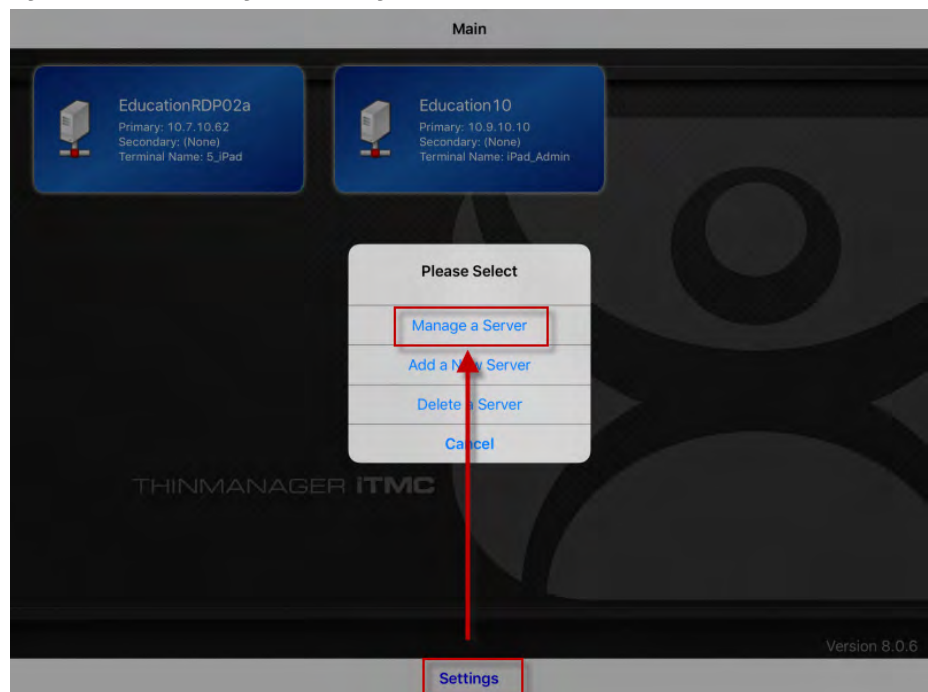 Main
EducationRDP02a
Primary: 10.7.10.62
Secondary: (None)
Terminal Name: 5_iPad
Education10
Primary: 10.9.10.10
Secondary: (None)
Terminal Name: iPad_Admin
Please Select
Manage a Server
Add a New Server
Delete a Server
Cancel
THINMANAGER iTMC
Version 8.0.6
Settings